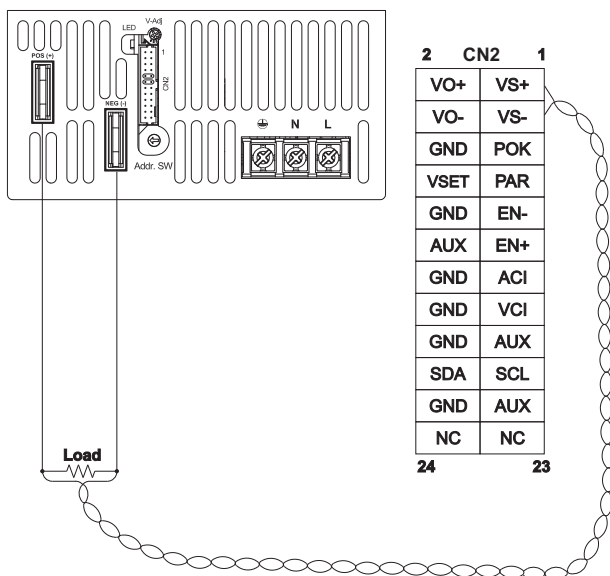 V-Adj
LED
POS (+)
1
CN2
NEG (-)
Addr. SW
N L
2 CN2 1
VO+ VS+
VO- VS-
GND POK
VSET PAR
GND EN-
AUX EN+
GND ACI
GND VCI
GND AUX
SDA SCL
GND AUX
NC NC
24 23
Load